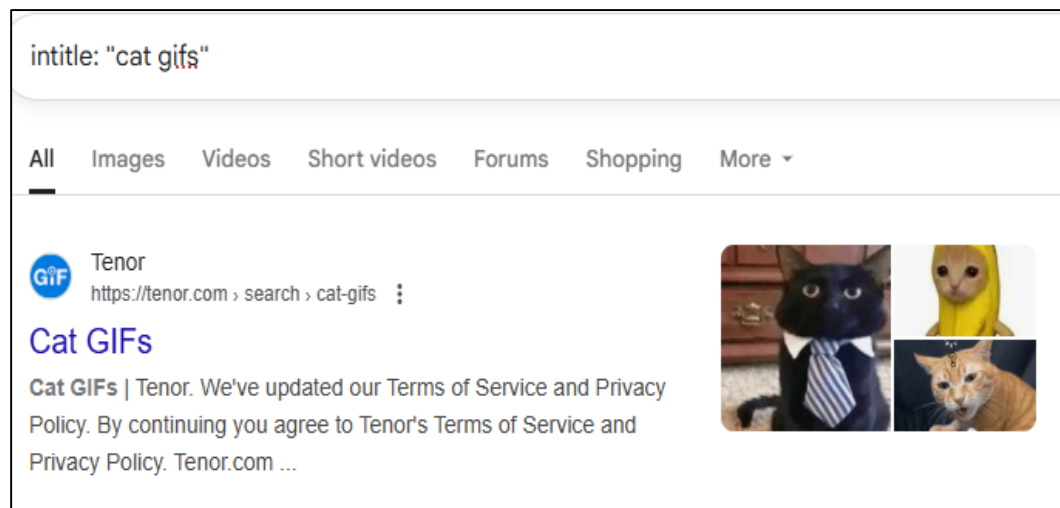 intitle: "cat gifs"
All Images Videos Short videos Forums Shopping More
GIF Tenor
https://tenor.com › search › cat-gifs
Cat GIFs
Cat GIFs | Tenor. We've updated our Terms of Service and Privacy
Policy. By continuing you agree to Tenor's Terms of Service and
Privacy Policy. Tenor.com ...